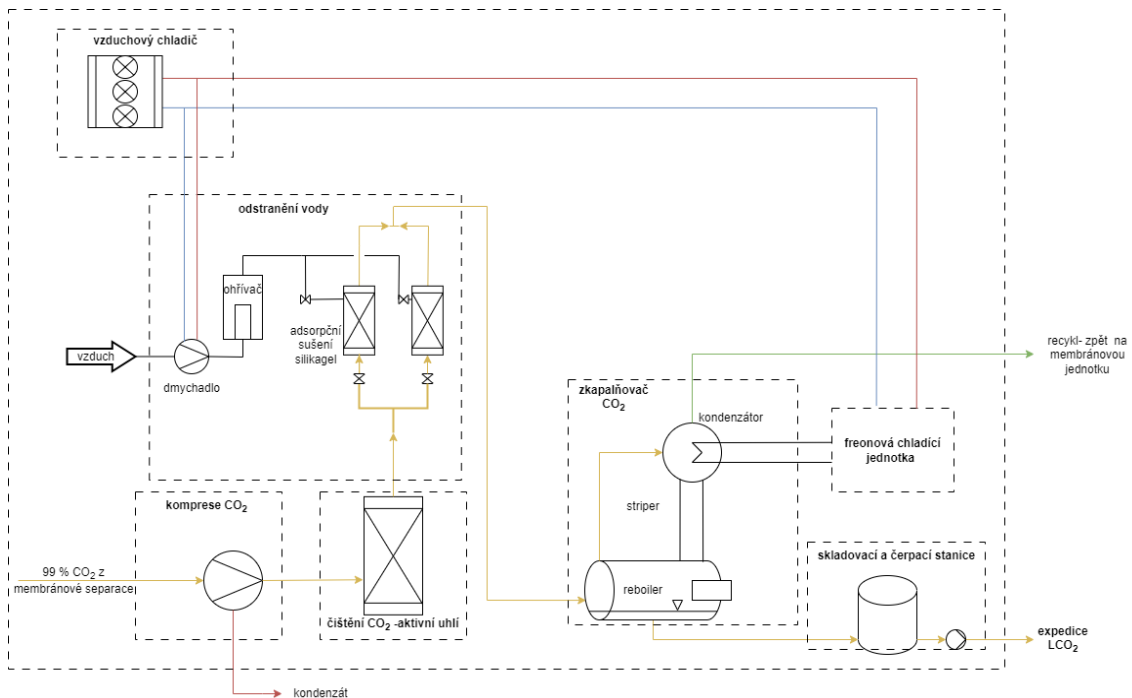 vzduchový chladič
odstranění vody
ohřívač
adsorpční
sušení
silikagel
vzduch
dmychadlo
recykl- zpět na
membránovou
jednotku
zkapalňovač
CO₂
kondenzátor
freonová chladící
jednotka
komprese CO₂
striper
skladovací a čerpací stanice
99 % CO₂ z
membránové separace
reboiler
čištění CO₂ -aktivní uhlí
expedice
LCO₂
kondenzát